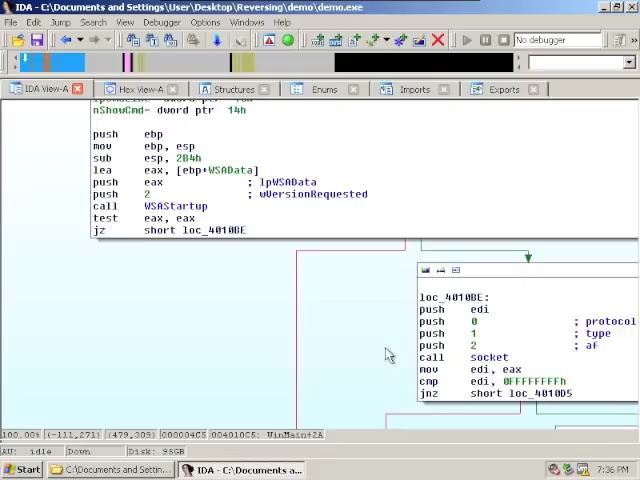 IDA - C:\Documents and Settings\User\Desktop\Reversing\demo\demo.exe
File Edit Jump Search View Debugger Options Windows Help
No debugger
IDA View-A Hex View-A Structures Enums Imports Exports
nShowCmd= dword ptr 14h
push ebp
mov ebp, esp
sub esp, 2B4h
lea eax, [ebp+WSAData]
push eax ; lpWSAData
push 2 ; wVersionRequested
call WSAStartup
test eax, eax
jz short loc_4010BE
loc_4010BE:
push edi
push 0 ; protocol
push 1 ; type
push 2 ; af
call socket
mov edi, eax
cmp edi, 0FFFFFFFFh
jnz short loc_4010D5
100.00% (-111,271) (479,309) 000004C5 004010C5: WinMain+2A
AU: idle Down Disk: 95GB
Start C:\Documents and Settin... IDA - C:\Documents a... 7:36 PM